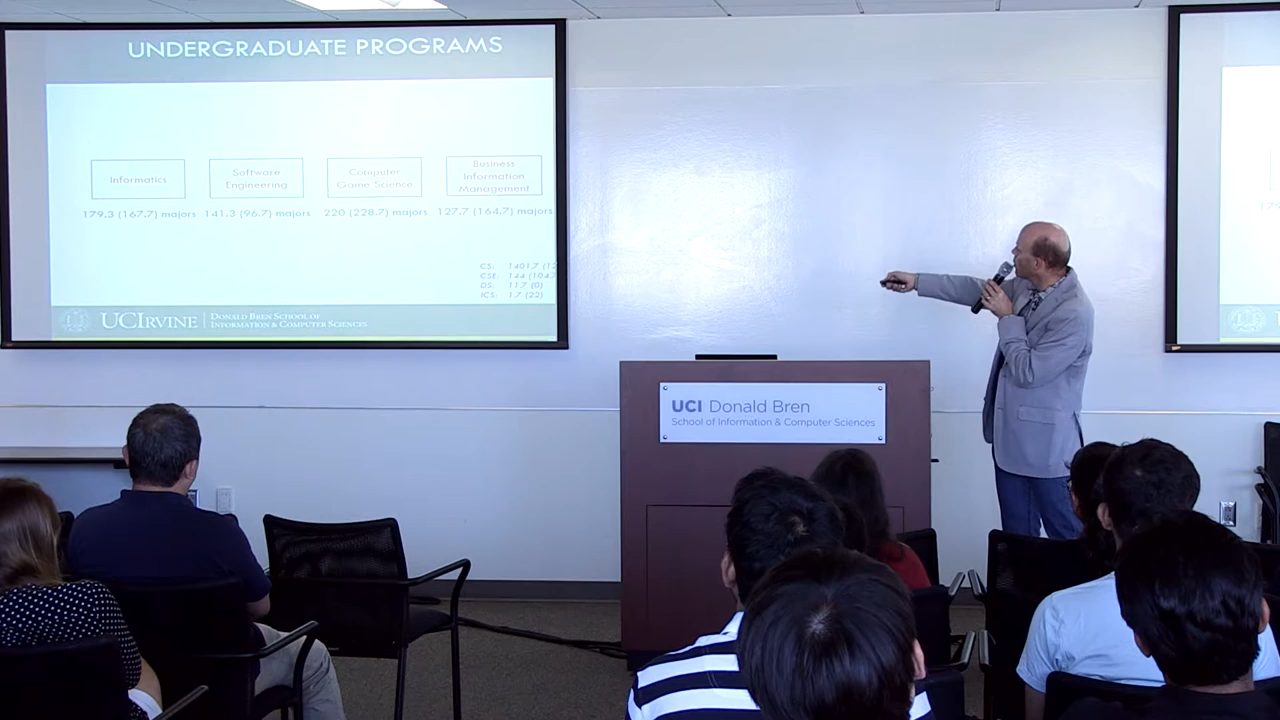 UNDERGRADUATE PROGRAMS
Informatics
Software
Engineering
Computer
Game Science
Business
Information
Management
179.3 (167.7) majors
141.3 (96.7) majors
220 (228.7) majors
127.7 (164.7) majors
CS: 1401.7
CSE: 144
DS: 11.7 (0)
ICS: 1.7 (22)
UCIRVINE
DONALD BREN SCHOOL OF
INFORMATION & COMPUTER SCIENCES
UCI Donald Bren
School of Information & Computer Sciences